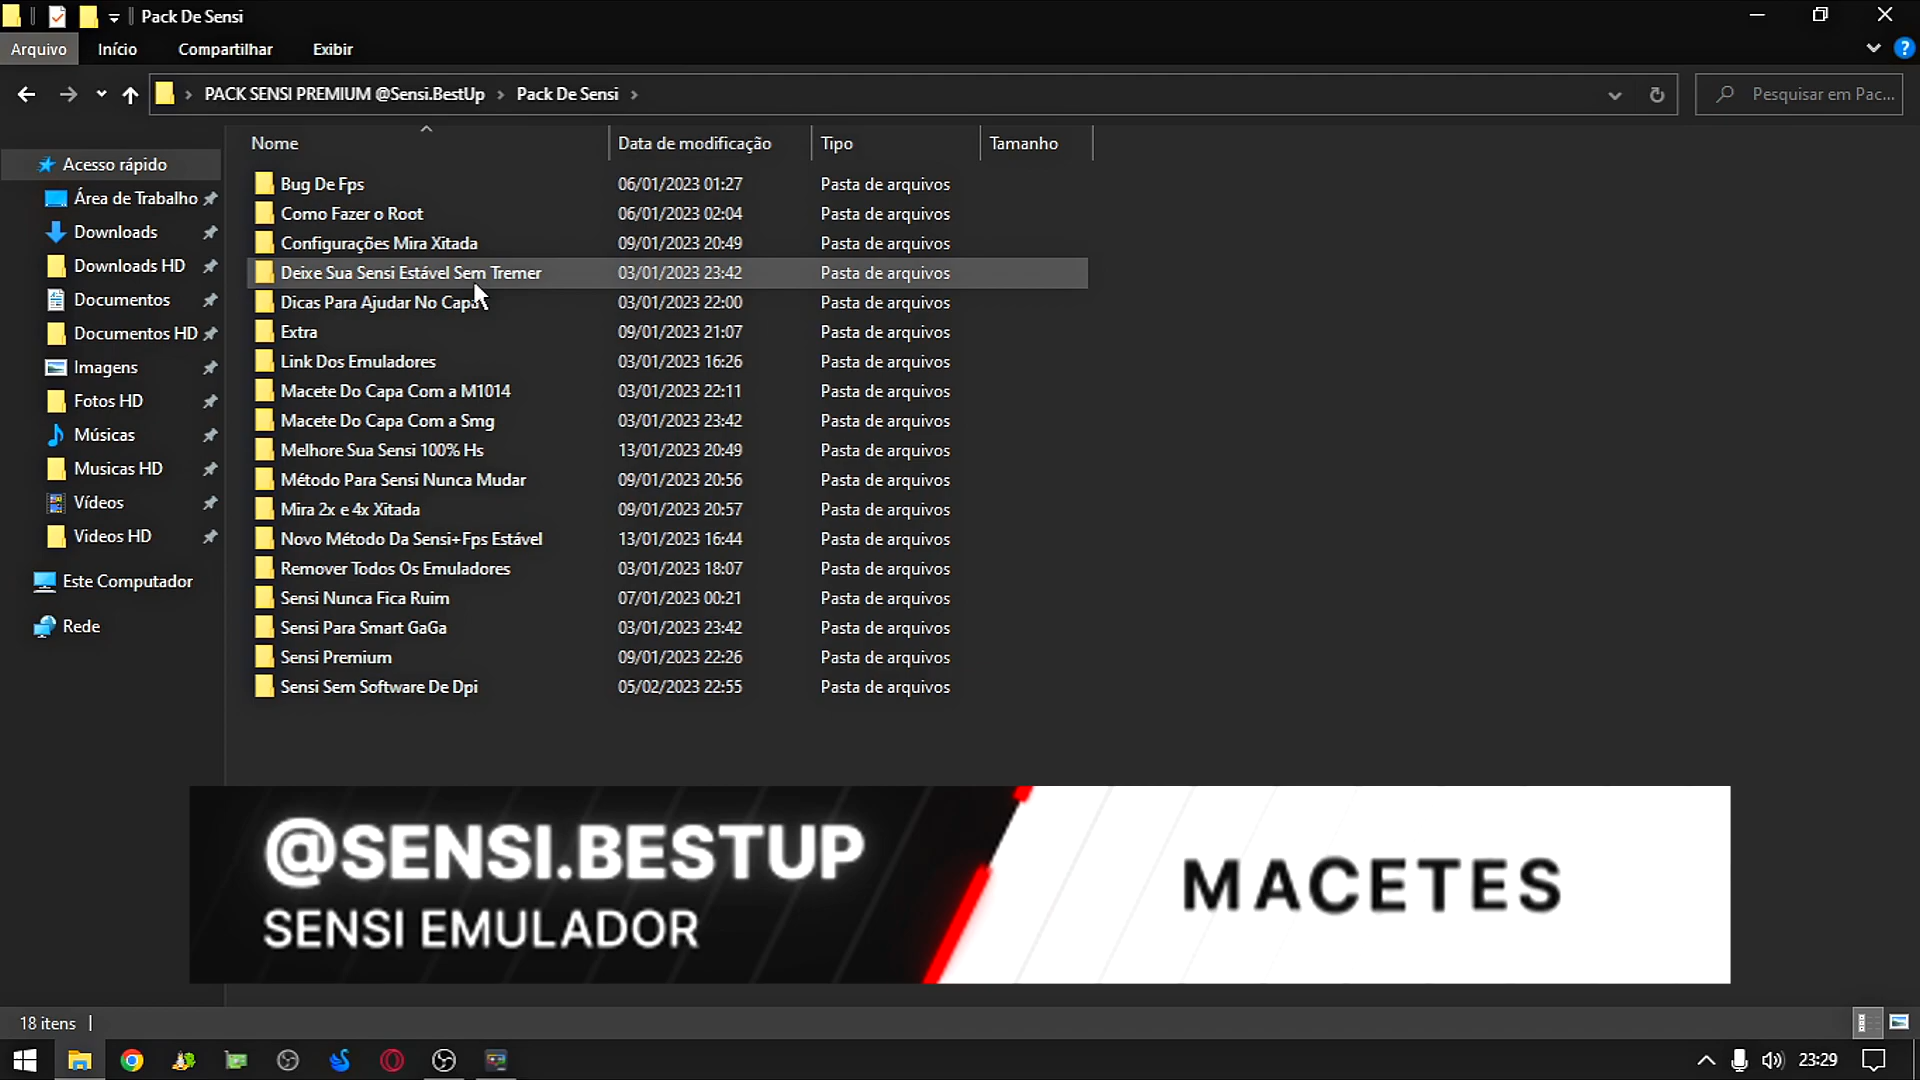 Pack De Sensi
Arquivo Início Compartilhar Exibir
PACK SENSI PREMIUM @Sensi.BestUp Pack De Sensi Pesquisar em Pac...
Nome Data de modificação Tipo Tamanho
Acesso rápido
Área de Trabalho
Downloads
Downloads HD
Documentos
Documentos HD
Imagens
Fotos HD
Músicas
Musicas HD
Vídeos
Videos HD
Este Computador
Rede
Bug De Fps 06/01/2023 01:27 Pasta de arquivos
Como Fazer o Root 06/01/2023 02:04 Pasta de arquivos
Configurações Mira Xitada 09/01/2023 20:49 Pasta de arquivos
Deixe Sua Sensi Estável Sem Tremer 03/01/2023 23:42 Pasta de arquivos
Dicas Para Ajudar No Capa 03/01/2023 22:00 Pasta de arquivos
Extra 09/01/2023 21:07 Pasta de arquivos
Link Dos Emuladores 03/01/2023 16:26 Pasta de arquivos
Macete Do Capa Com a M1014 03/01/2023 22:11 Pasta de arquivos
Macete Do Capa Com a Smg 03/01/2023 23:42 Pasta de arquivos
Melhore Sua Sensi 100% Hs 13/01/2023 20:49 Pasta de arquivos
Método Para Sensi Nunca Mudar 09/01/2023 20:56 Pasta de arquivos
Mira 2x e 4x Xitada 09/01/2023 20:57 Pasta de arquivos
Novo Método Da Sensi+Fps Estável 13/01/2023 16:44 Pasta de arquivos
Remover Todos Os Emuladores 03/01/2023 18:07 Pasta de arquivos
Sensi Nunca Fica Ruim 07/01/2023 00:21 Pasta de arquivos
Sensi Para Smart GaGa 03/01/2023 23:42 Pasta de arquivos
Sensi Premium 09/01/2023 22:26 Pasta de arquivos
Sensi Sem Software De Dpi 05/02/2023 22:55 Pasta de arquivos
@SENSI.BESTUP
SENSI EMULADOR
MACETES
18 itens
23:29